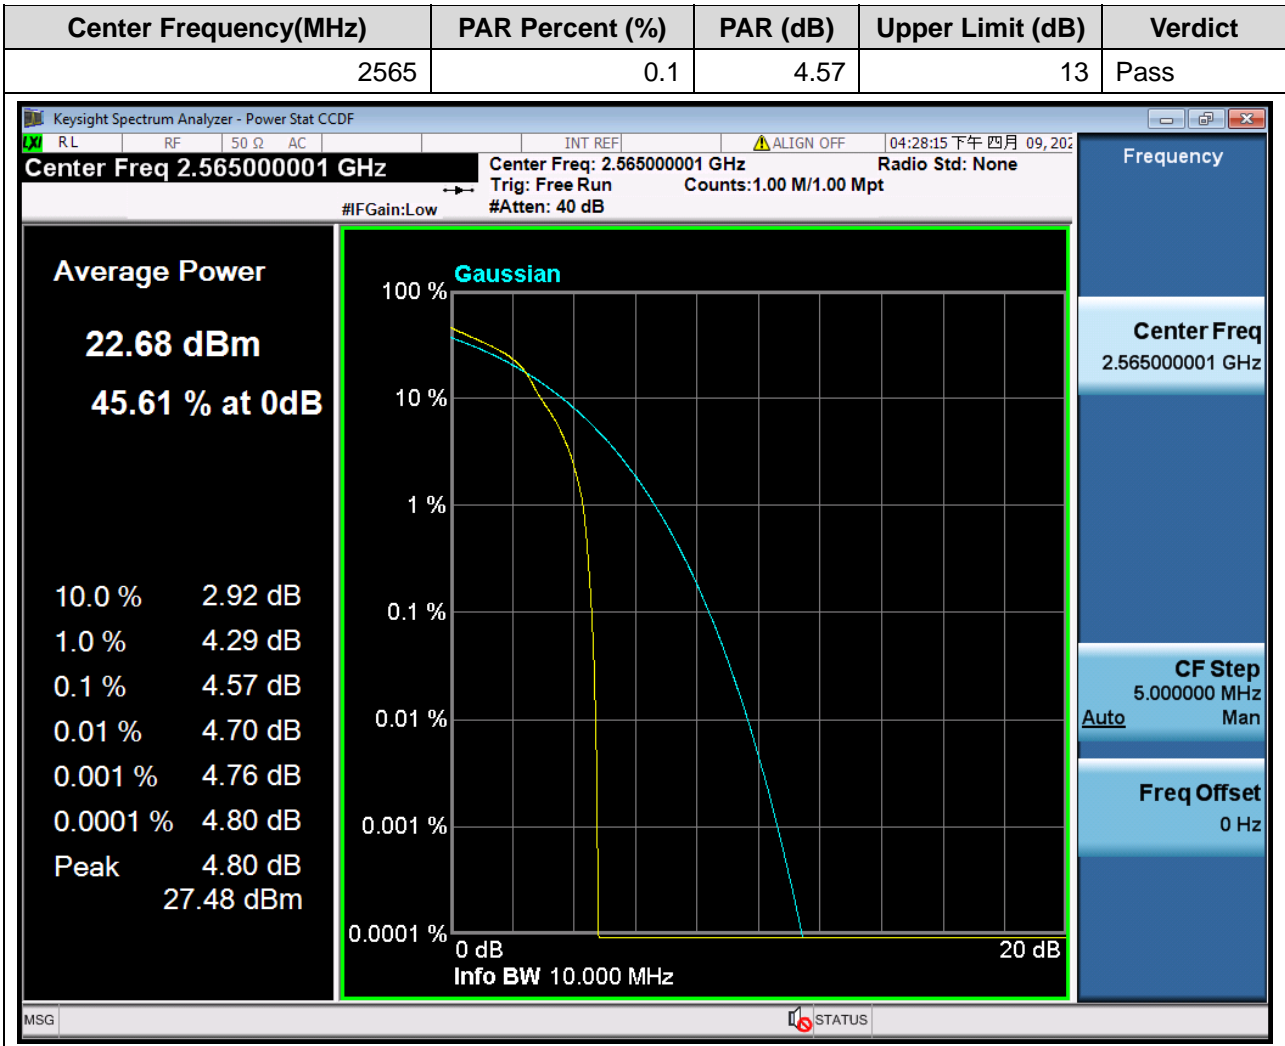 Center Frequency(MHz) PAR Percent (%) PAR (dB) Upper Limit (dB) Verdict
2565 0.1 4.57 13 Pass
Keysight Spectrum Analyzer - Power Stat CCDF
LXI RL RF 50 Ω AC INT REF ALIGN OFF 04:28:15 下午 四月 09, 202
Center Freq 2.565000001 GHz
Center Freq: 2.565000001 GHz Radio Std: None
Trig: Free Run Counts:1.00 M/1.00 Mpt
#IFGain:Low #Atten: 40 dB
Average Power
22.68 dBm
45.61 % at 0dB
10.0 % 2.92 dB
1.0 % 4.29 dB
0.1 % 4.57 dB
0.01 % 4.70 dB
0.001 % 4.76 dB
0.0001 % 4.80 dB
Peak 4.80 dB
27.48 dBm
Gaussian
100 %
10 %
1 %
0.1 %
0.01 %
0.001 %
0.0001 %
0 dB 20 dB
Info BW 10.000 MHz
Frequency
Center Freq
2.565000001 GHz
CF Step
5.000000 MHz
Auto Man
Freq Offset
0 Hz
MSG STATUS